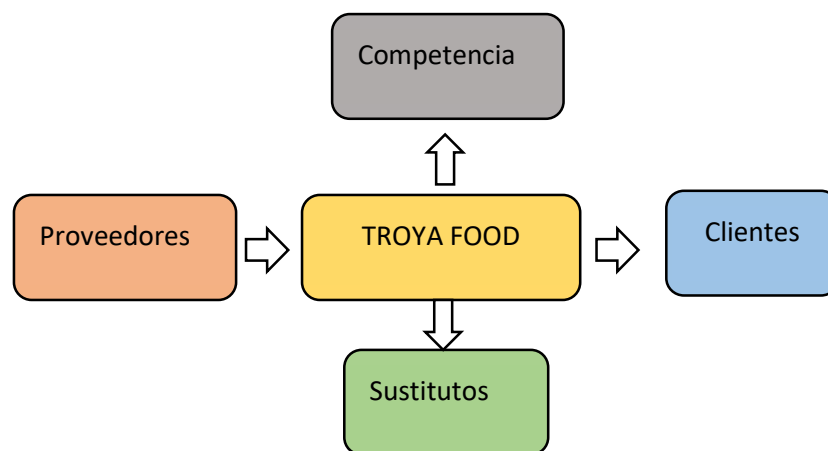 Competencia
Proveedores
TROYA FOOD
Clientes
Sustitutos